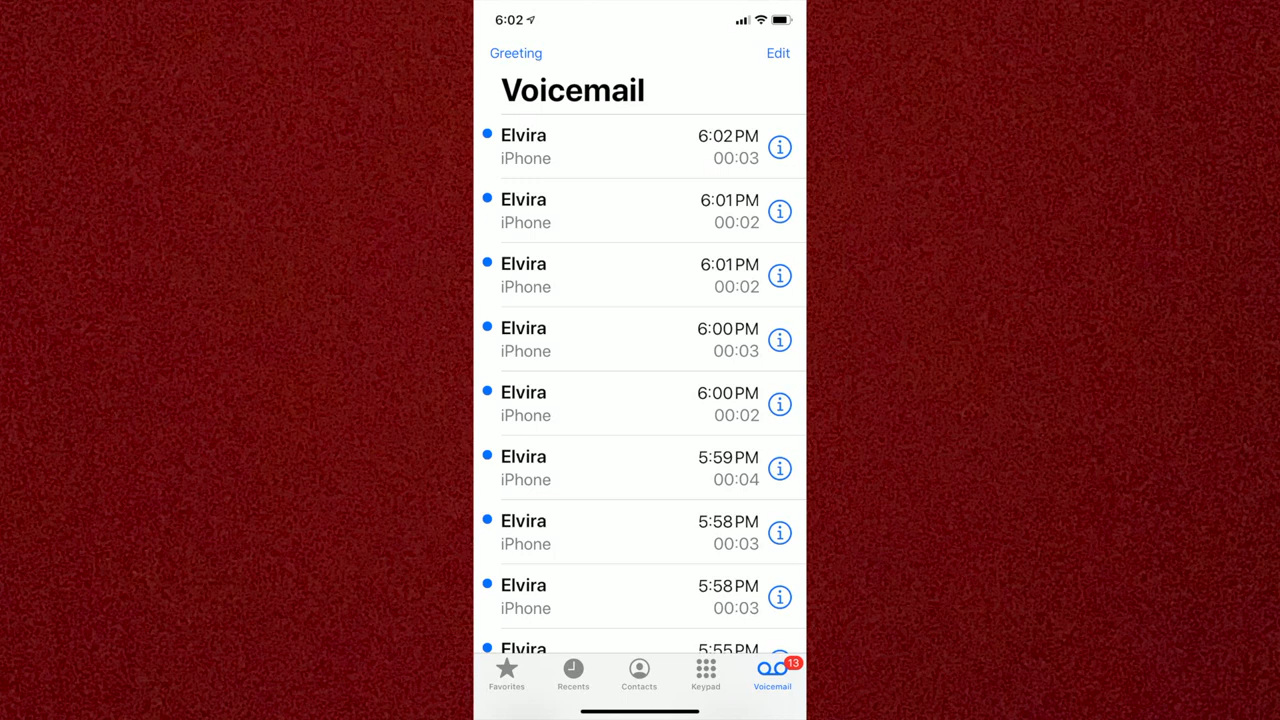 6:02
Greeting Edit
Voicemail
Elvira 6:02 PM
iPhone 00:03
Elvira 6:01 PM
iPhone 00:02
Elvira 6:01 PM
iPhone 00:02
Elvira 6:00 PM
iPhone 00:03
Elvira 6:00 PM
iPhone 00:02
Elvira 5:59 PM
iPhone 00:04
Elvira 5:58 PM
iPhone 00:03
Elvira 5:58 PM
iPhone 00:03
Elvira 5:55 PM
13
Favorites Recents Contacts Keypad Voicemail